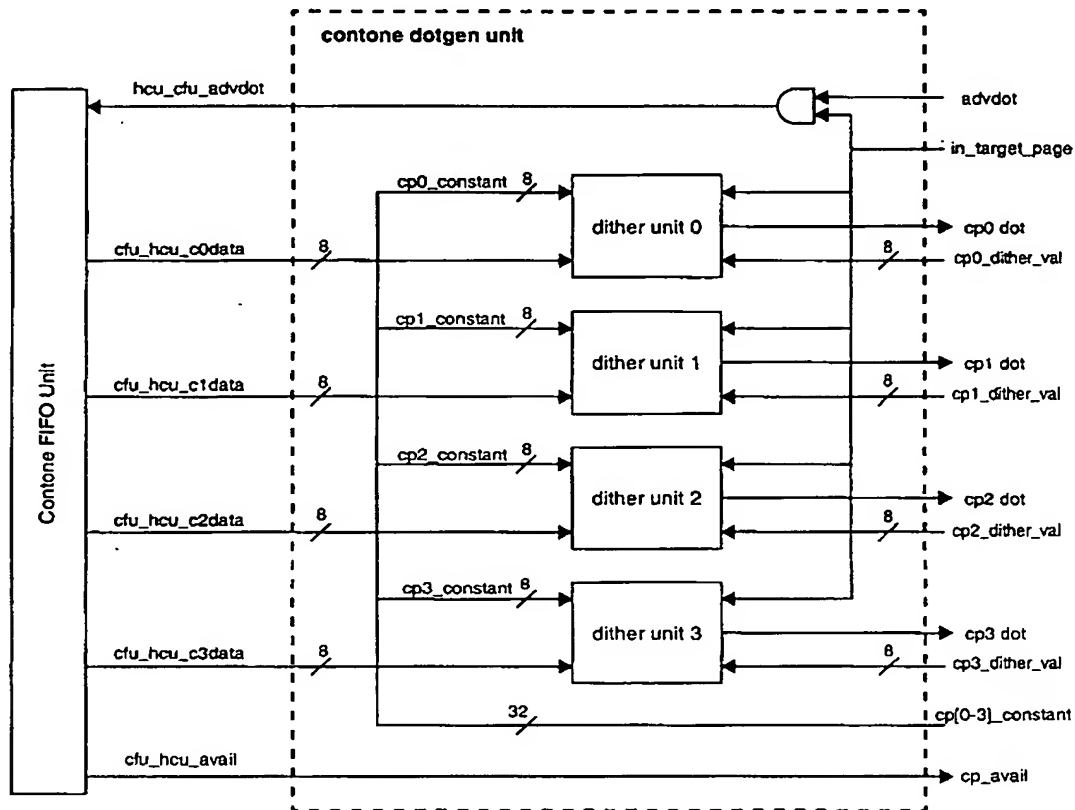 contone dotgen unit
hcu_cfu_advdot
advdot
in_target_page
cp0_constant 8
dither unit 0
cp0 dot
cfu_hcu_c0data 8
8 cp0_dither_val
cp1_constant 8
dither unit 1
cp1 dot
cfu_hcu_c1data 8
8 cp1_dither_val
Contone FIFO Unit
cp2_constant 8
dither unit 2
cp2 dot
cfu_hcu_c2data 8
8 cp2_dither_val
cp3_constant 8
dither unit 3
cp3 dot
cfu_hcu_c3data 8
8 cp3_dither_val
32 cp[0-3]_constant
cfu_hcu_avail
cp_avail